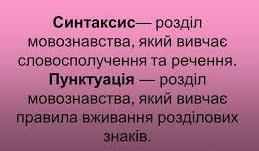 Синтаксис— розділ
мовознавства, який вивчає
словосполучення та речення.
Пунктуація — розділ
мовознавства, який вивчає
правила вживання розділових
знаків.